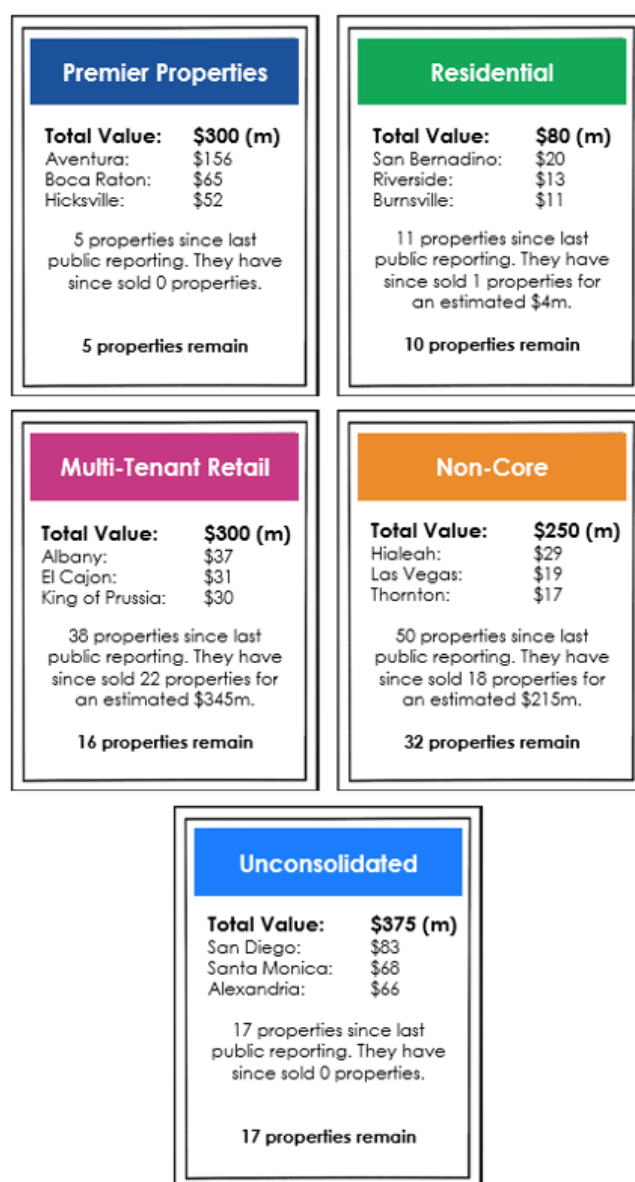 Premier Properties
Total Value: $300 (m)
Aventura: $156
Boca Raton: $65
Hicksville: $52
5 properties since last
public reporting. They have
since sold 0 properties.
5 properties remain
Residential
Total Value: $80 (m)
San Bernadino: $20
Riverside: $13
Burnsville: $11
11 properties since last
public reporting. They have
since sold 1 properties for
an estimated $4m.
10 properties remain
Multi-Tenant Retail
Total Value: $300 (m)
Albany: $37
El Cajon: $31
King of Prussia: $30
38 properties since last
public reporting. They have
since sold 22 properties for
an estimated $345m.
16 properties remain
Non-Core
Total Value: $250 (m)
Hialeah: $29
Las Vegas: $19
Thornton: $17
50 properties since last
public reporting. They have
since sold 18 properties for
an estimated $215m.
32 properties remain
Unconsolidated
Total Value: $375 (m)
San Diego: $83
Santa Monica: $68
Alexandria: $66
17 properties since last
public reporting. They have
since sold 0 properties.
17 properties remain